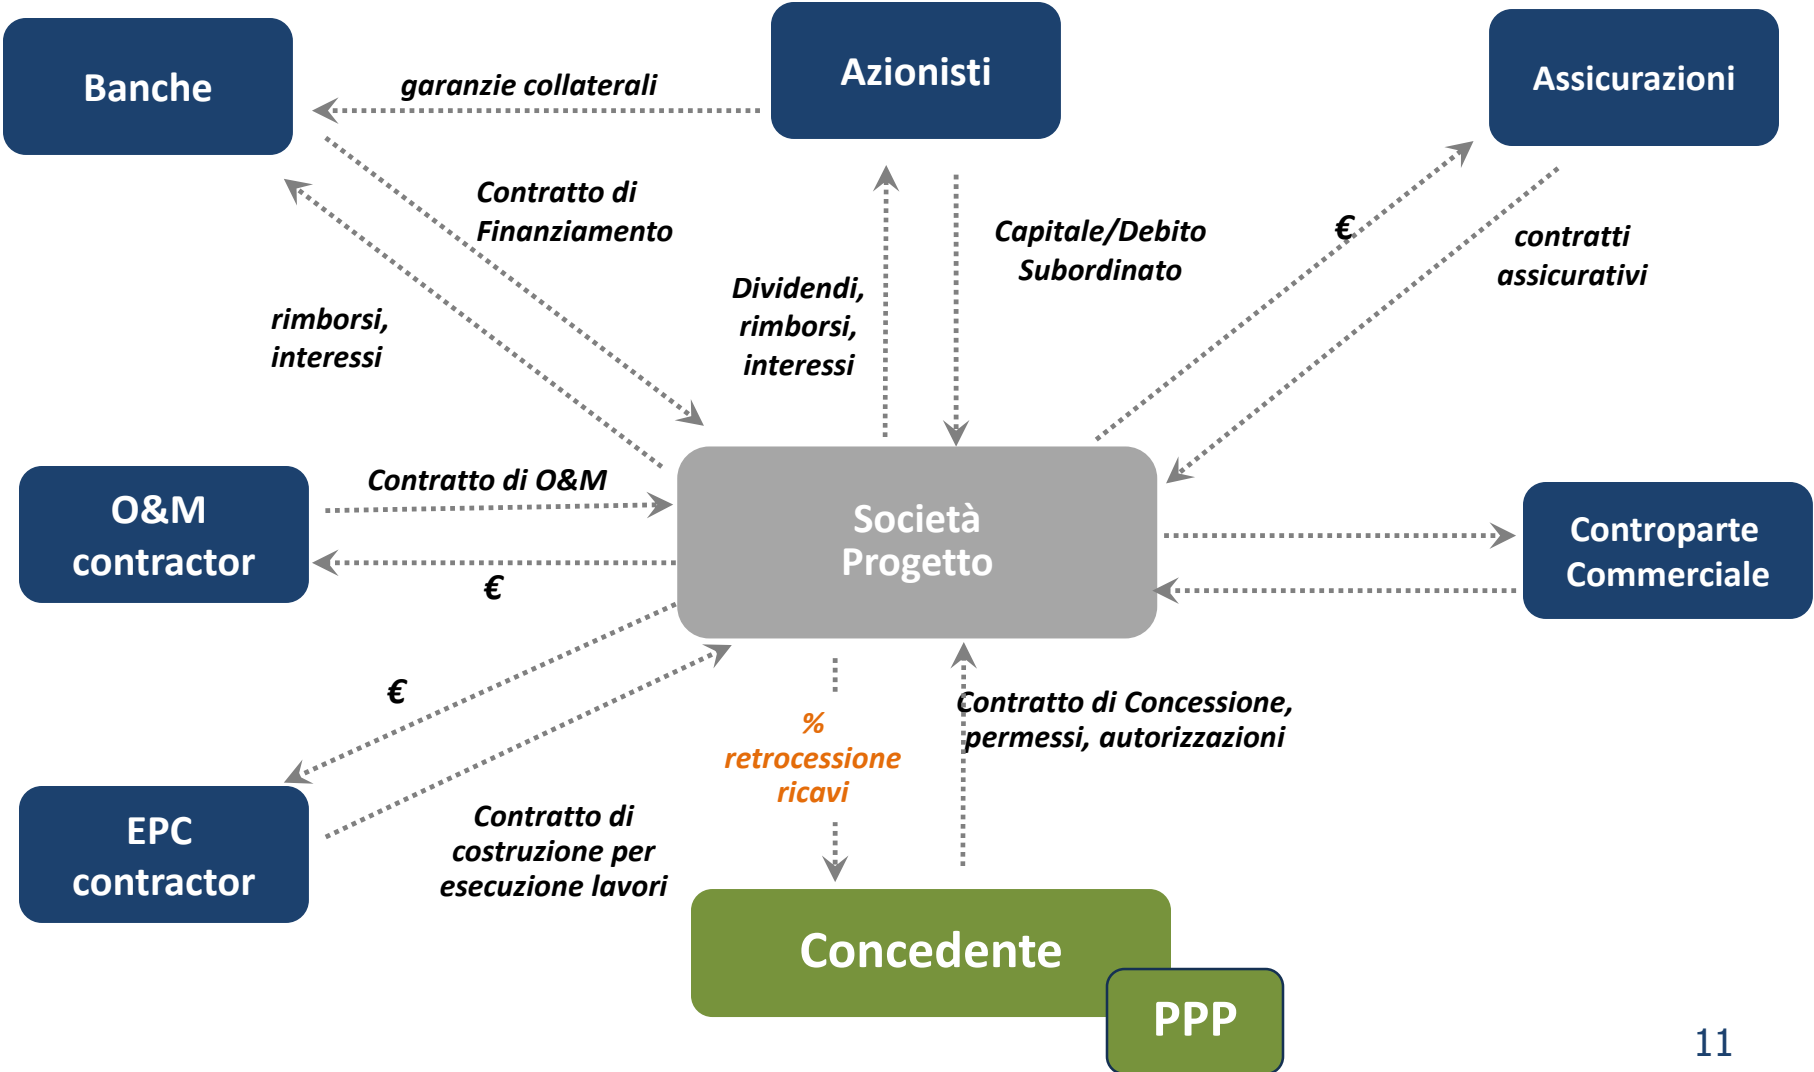 Banche
garanzie collaterali
Azionisti
Assicurazioni
Contratto di
Finanziamento
rimborsi,
interessi
Dividendi,
rimborsi,
interessi
Capitale/Debito
Subordinato
€
contratti
assicurativi
O&M
contractor
Contratto di O&M
€
Società
Progetto
Controparte
Commerciale
€
EPC
contractor
Contratto di
costruzione per
esecuzione lavori
%
retrocessione
ricavi
Contratto di Concessione,
permessi, autorizzazioni
Concedente
PPP
11